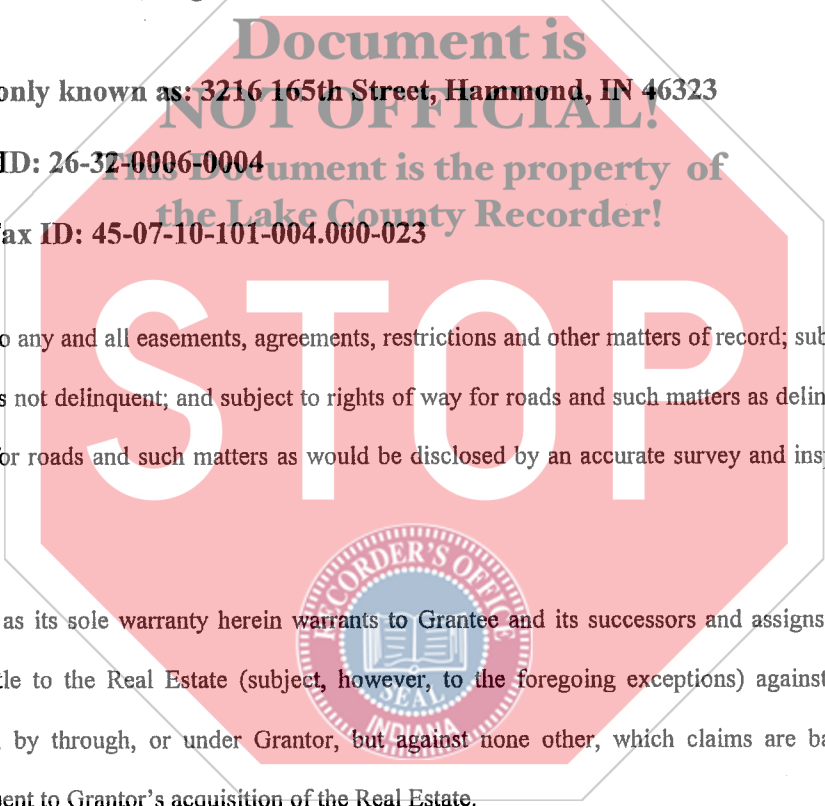 Document is
only known as: 3216 165th Street, Hammond, IN 46323
NOT OFFICIAL!
ID: 26-32-0006-0004
This Document is the property of
the Lake County Recorder!
ax ID: 45-07-10-101-004.000-023
STOP
o any and all easements, agreements, restrictions and other matters of record; sub
s not delinquent; and subject to rights of way for roads and such matters as delin
or roads and such matters as would be disclosed by an accurate survey and insp
RECORDER'S OFFICE
as its sole warranty herein warrants to Grantee and its successors and assigns
tle to the Real Estate (subject, however, to the foregoing exceptions) against
SEAL
INDIANA
, by through, or under Grantor, but against none other, which claims are ba
ent to Grantor's acquisition of the Real Estate.